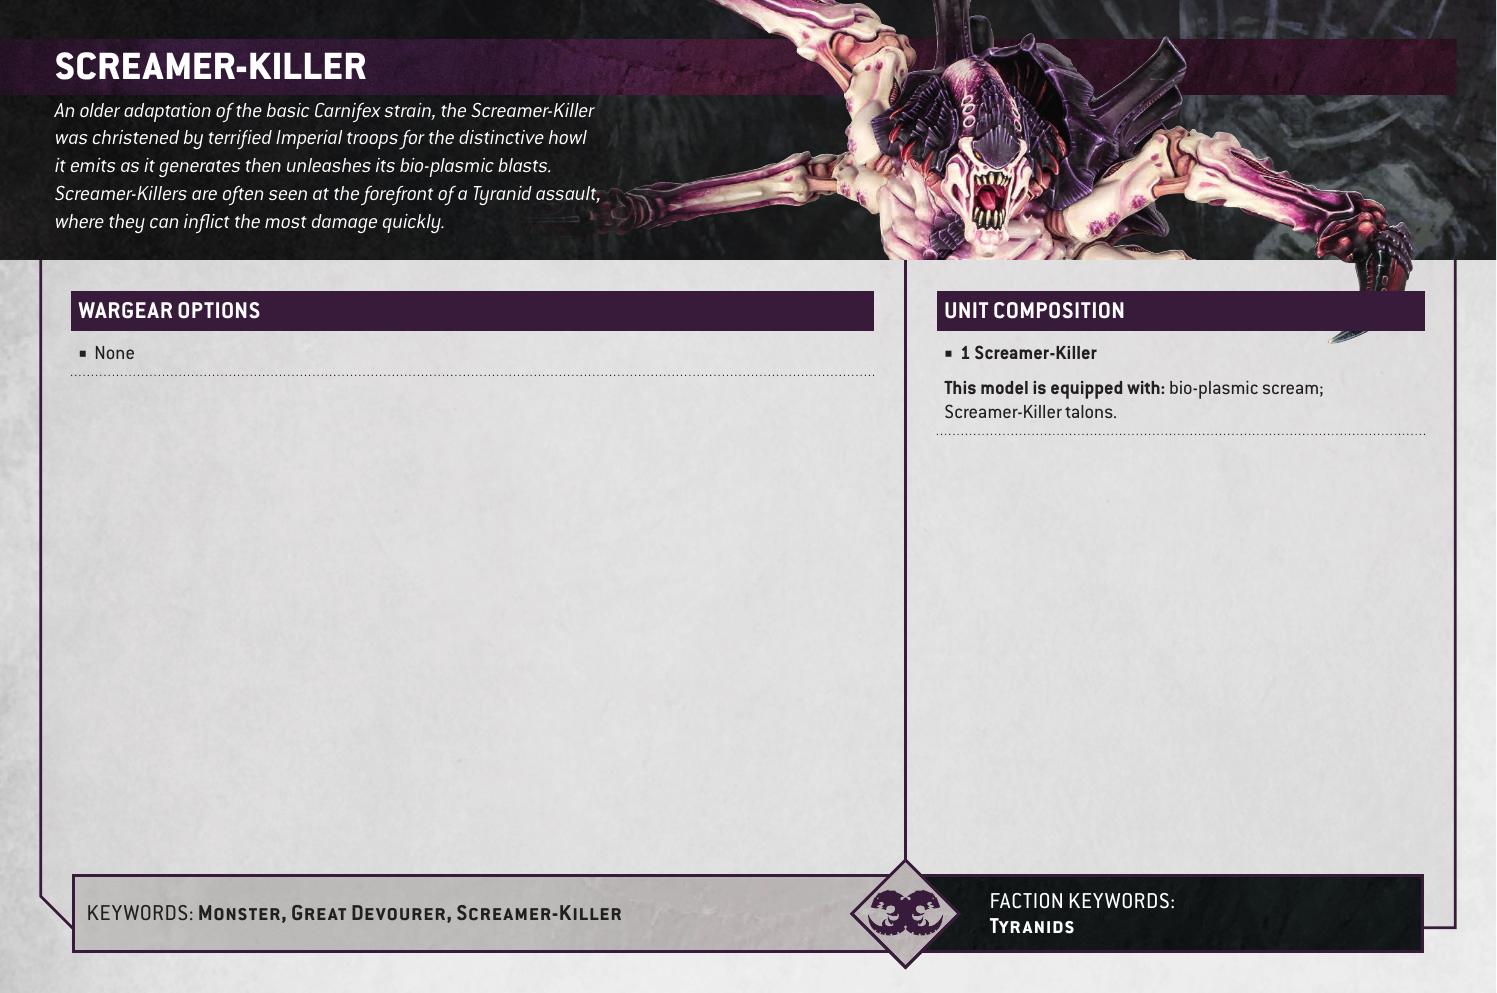 SCREAMER-KILLER
An older adaptation of the basic Carnifex strain, the Screamer-Killer
was christened by terrified Imperial troops for the distinctive howl
it emits as it generates then unleashes its bio-plasmic blasts.
Screamer-Killers are often seen at the forefront of a Tyranid assault,
where they can inflict the most damage quickly.
WARGEAR OPTIONS
▪ None
UNIT COMPOSITION
▪ 1 Screamer-Killer
This model is equipped with: bio-plasmic scream;
Screamer-Killer talons.
KEYWORDS: Monster, Great Devourer, Screamer-Killer
FACTION KEYWORDS:
Tyranids